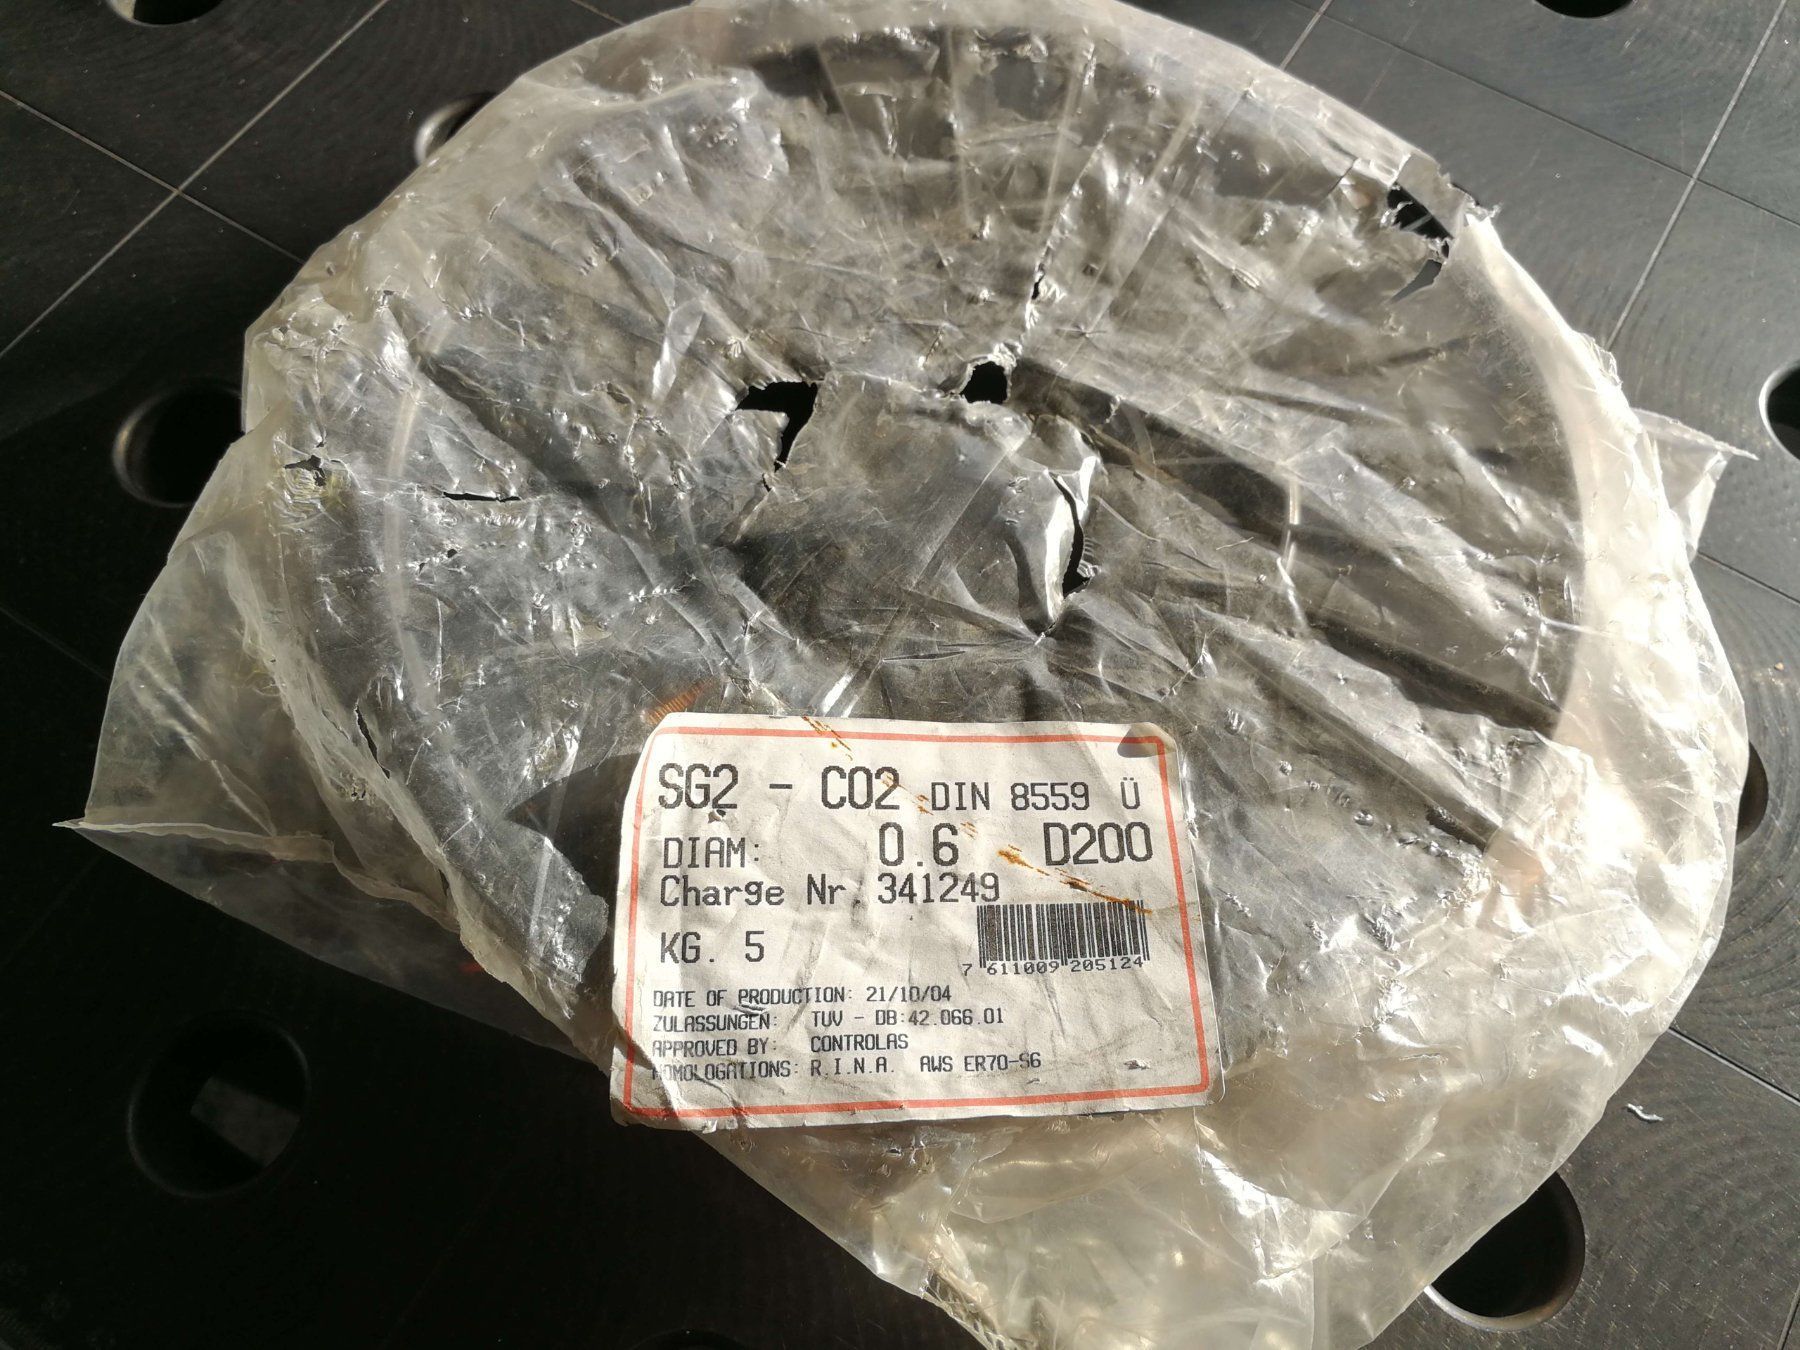 SG2 - CO2 DIN 8559 Ü
DIAM: 0.6 D200
Charge Nr. 341249
KG. 5
7 611009 205124
DATE OF PRODUCTION: 21/10/04
ZULASSUNGEN: TUV - DB:42.066.01
APPROVED BY: CONTROLAS
HOMOLOGATIONS: R.I.N.A. AWS ER70-S6